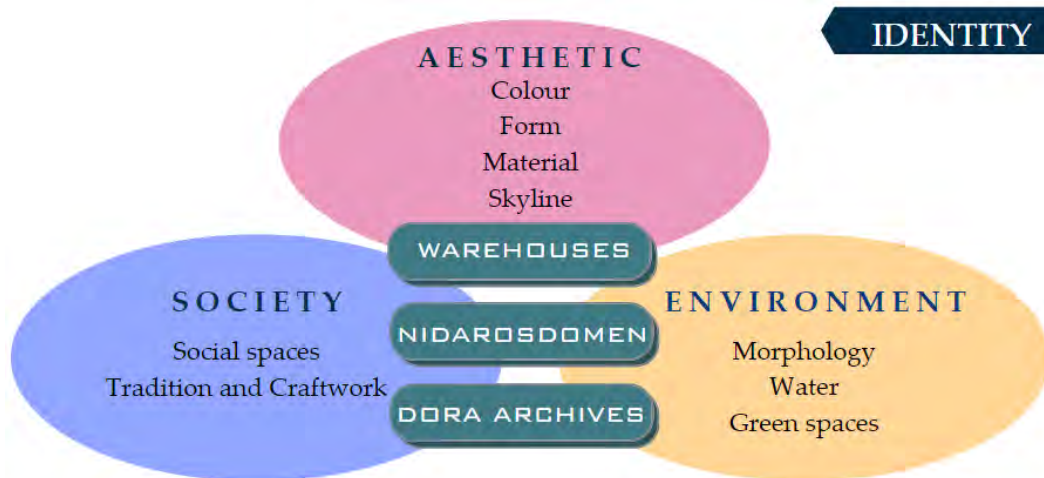 IDENTITY
AESTHETIC
Colour
Form
Material
Skyline
WAREHOUSES
SOCIETY
Social spaces
Tradition and Craftwork
NIDAROSDOMEN
DORA ARCHIVES
ENVIRONMENT
Morphology
Water
Green spaces